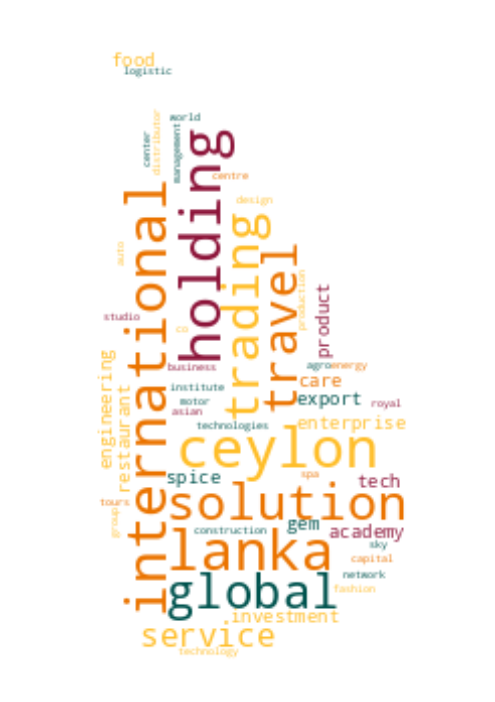 food
logistic
world
distributor
center
management
holding
centre
international
design
trading
auto
travel
production
product
studio
co
engineering
business
agro
energy
care
restaurant
institute
export
motor
royal
asian
enterprise
technologies
ceylon
spice
spa
tech
solution
tours
group
gem
construction
academy
lanka
sky
capital
global
network
fashion
investment
service
technology